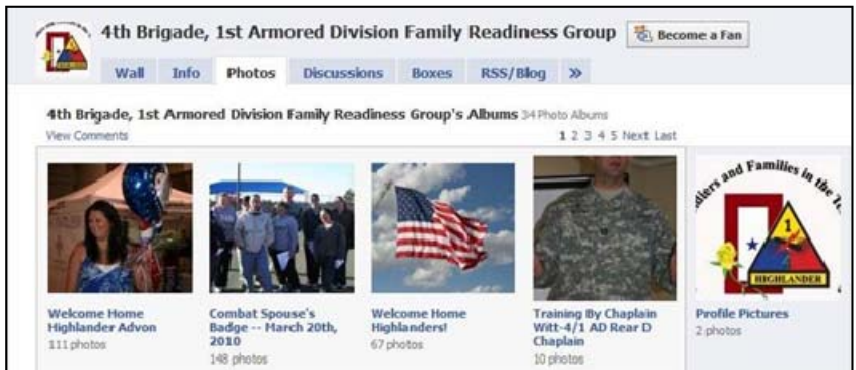 4th Brigade, 1st Armored Division Family Readiness Group
Become a Fan
Wall Info Photos Discussions Boxes RSS/Blog »
4th Brigade, 1st Armored Division Family Readiness Group's Albums 34 Photo Albums
View Comments
1 2 3 4 5 Next Last
and Families in the
1
HIGHLANDER
Welcome Home
Highlander Advon
111 photos
Combat Spouse's
Badge -- March 20th,
2010
148 photos
Welcome Home
Highlanders!
67 photos
Training By Chaplain
Witt-4/1 AD Rear D
Chaplain
10 photos
Profile Pictures
2 photos